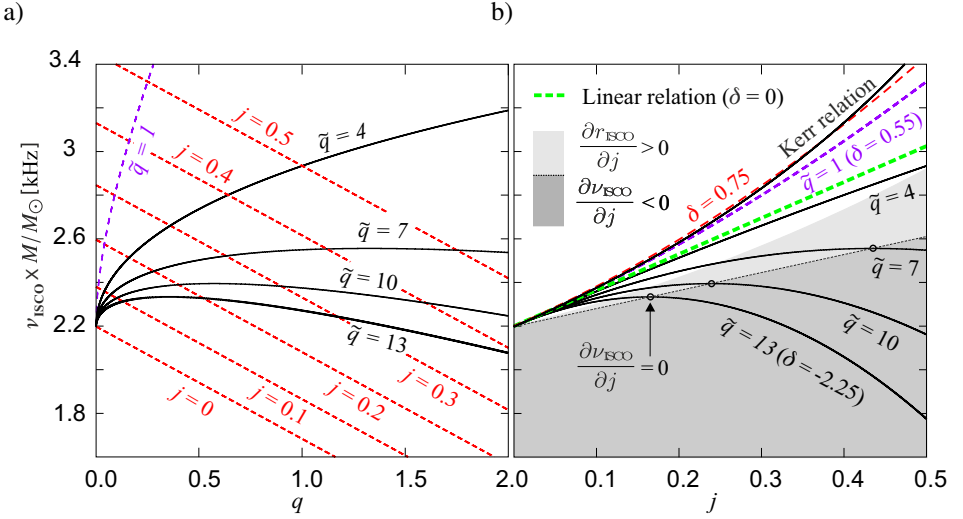 a)
b)
3.4
3
2.6
2.2
1.8
ν_ISCO x M/M_⊙ [kHz]
0.0
0.5
1.0
1.5
2.0
q
q̃ = 1
q̃ = 4
q̃ = 7
q̃ = 10
q̃ = 13
j = 0.5
j = 0.4
j = 0.3
j = 0.2
j = 0.1
j = 0
Linear relation (δ = 0)
∂r_ISCO/∂j > 0
∂ν_ISCO/∂j < 0
Kerr relation
δ = 0.75
q̃ = 1 (δ = 0.55)
q̃ = 4
q̃ = 7
q̃ = 10
q̃ = 13 (δ = -2.25)
∂ν_ISCO/∂j = 0
0.0
0.1
0.2
0.3
0.4
0.5
j